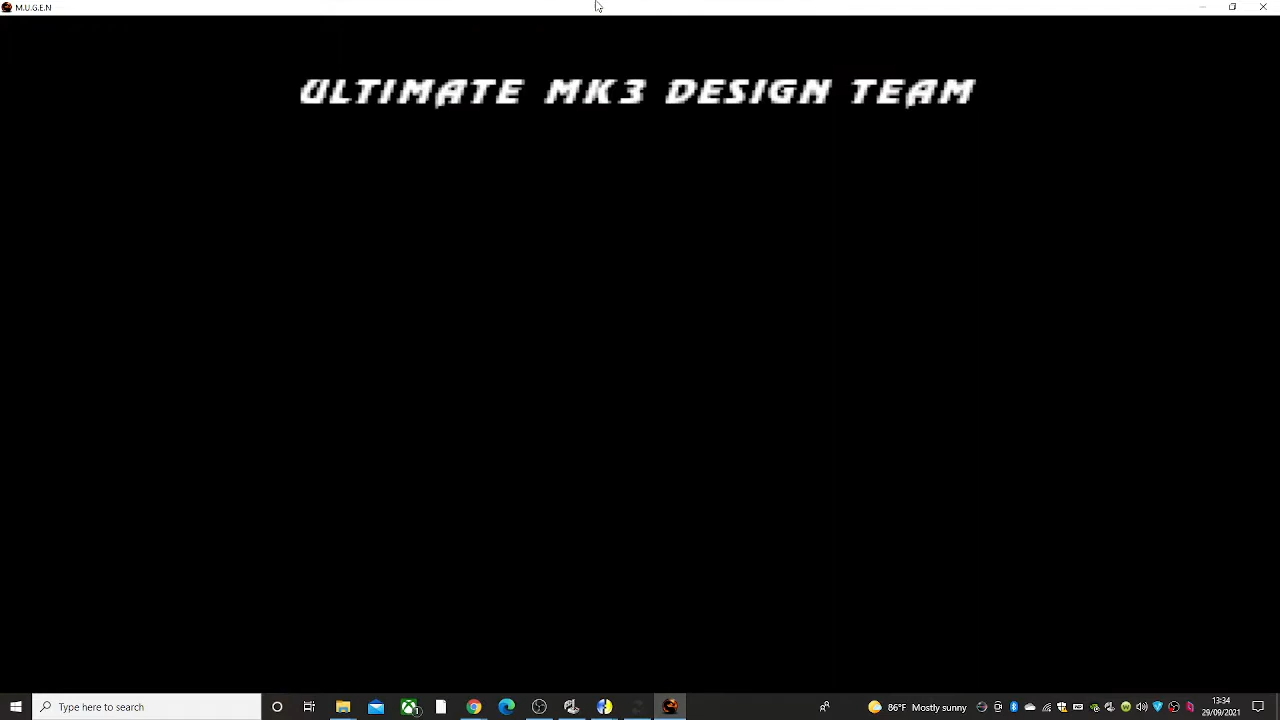 M.U.G.E.N
ULTIMATE MK3 DESIGN TEAM
Type here to search
86°F Mostly sunny
13:34
29/09/2021